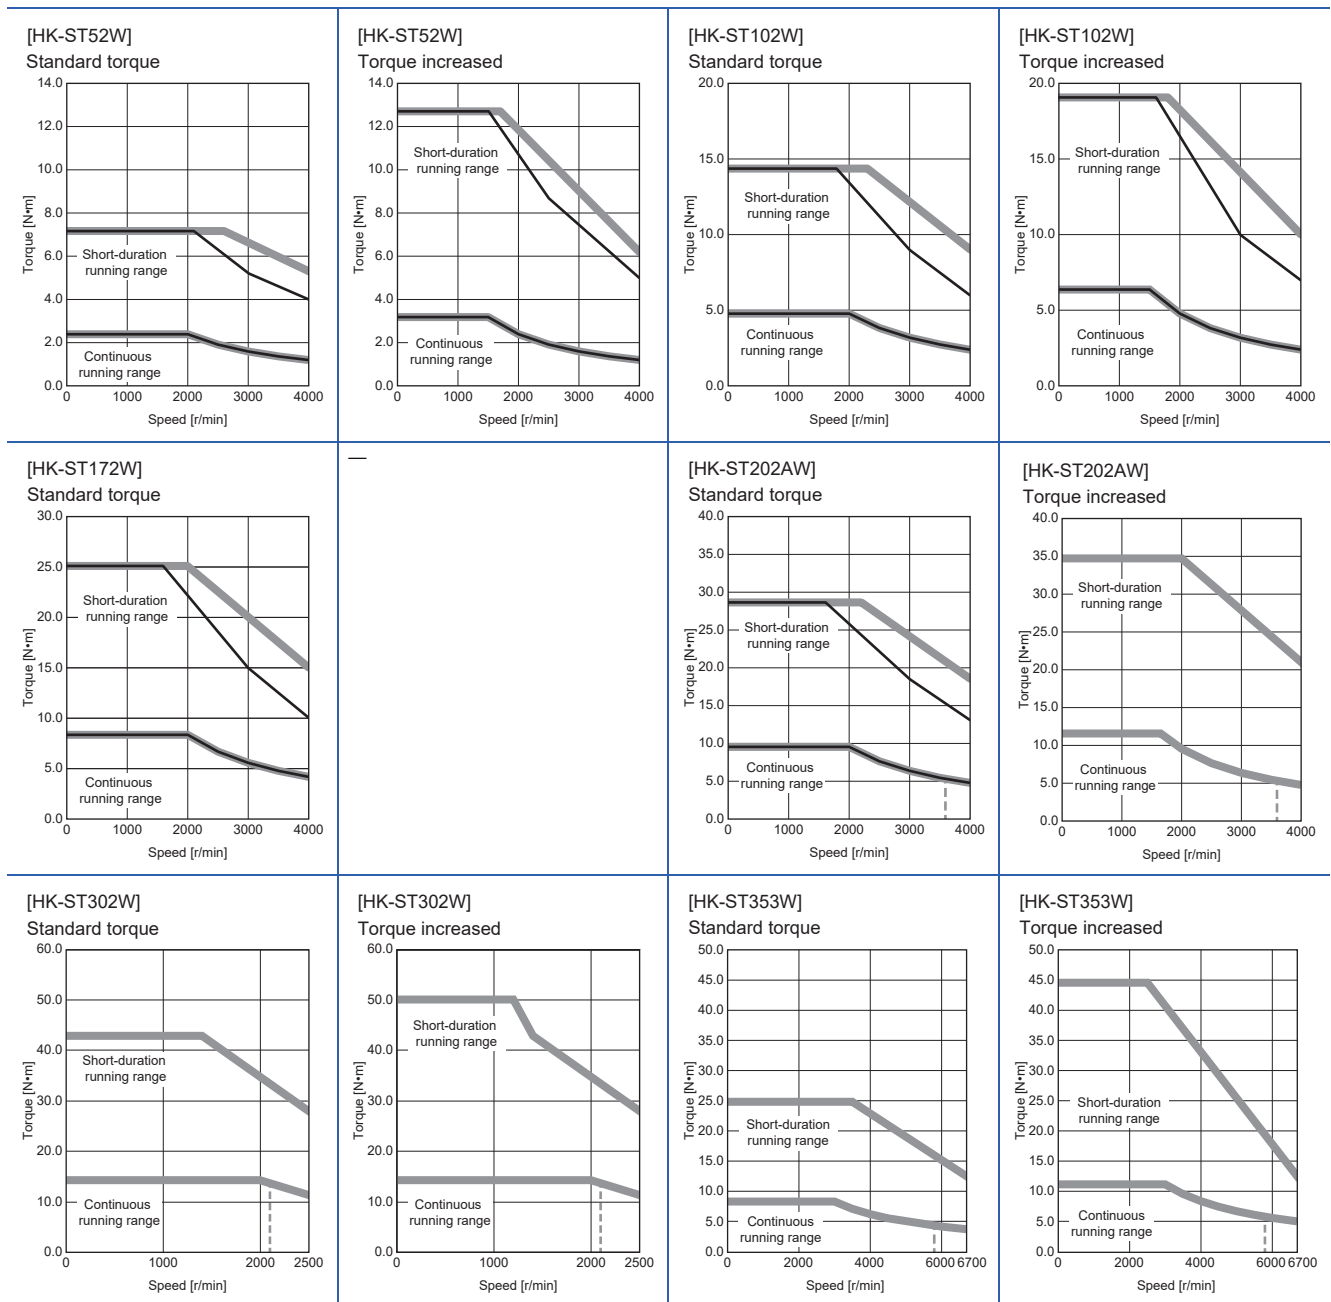 [HK-ST52W]
Standard torque
14.0
12.0
10.0
8.0
6.0
4.0
2.0
0.0
Torque [N•m]
Short-duration
running range
Continuous
running range
0 1000 2000 3000 4000
Speed [r/min]
[HK-ST52W]
Torque increased
14.0
12.0
10.0
8.0
6.0
4.0
2.0
0.0
Torque [N•m]
Short-duration
running range
Continuous
running range
0 1000 2000 3000 4000
Speed [r/min]
[HK-ST102W]
Standard torque
20.0
15.0
10.0
5.0
0.0
Torque [N•m]
Short-duration
running range
Continuous
running range
0 1000 2000 3000 4000
Speed [r/min]
[HK-ST102W]
Torque increased
20.0
15.0
10.0
5.0
0.0
Torque [N•m]
Short-duration
running range
Continuous
running range
0 1000 2000 3000 4000
Speed [r/min]
[HK-ST172W]
Standard torque
30.0
25.0
20.0
15.0
10.0
5.0
0.0
Torque [N•m]
Short-duration
running range
Continuous
running range
0 1000 2000 3000 4000
Speed [r/min]
—
[HK-ST202AW]
Standard torque
40.0
35.0
30.0
25.0
20.0
15.0
10.0
5.0
0.0
Torque [N•m]
Short-duration
running range
Continuous
running range
0 1000 2000 3000 4000
Speed [r/min]
[HK-ST202AW]
Torque increased
40.0
35.0
30.0
25.0
20.0
15.0
10.0
5.0
0.0
Torque [N•m]
Short-duration
running range
Continuous
running range
0 1000 2000 3000 4000
Speed [r/min]
[HK-ST302W]
Standard torque
60.0
50.0
40.0
30.0
20.0
10.0
0.0
Torque [N•m]
Short-duration
running range
Continuous
running range
0 1000 2000 2500
Speed [r/min]
[HK-ST302W]
Torque increased
60.0
50.0
40.0
30.0
20.0
10.0
0.0
Torque [N•m]
Short-duration
running range
Continuous
running range
0 1000 2000 2500
Speed [r/min]
[HK-ST353W]
Standard torque
50.0
45.0
40.0
35.0
30.0
25.0
20.0
15.0
10.0
5.0
0.0
Torque [N•m]
Short-duration
running range
Continuous
running range
0 2000 4000 6000 6700
Speed [r/min]
[HK-ST353W]
Torque increased
50.0
45.0
40.0
35.0
30.0
25.0
20.0
15.0
10.0
5.0
0.0
Torque [N•m]
Short-duration
running range
Continuous
running range
0 2000 4000 6000 6700
Speed [r/min]